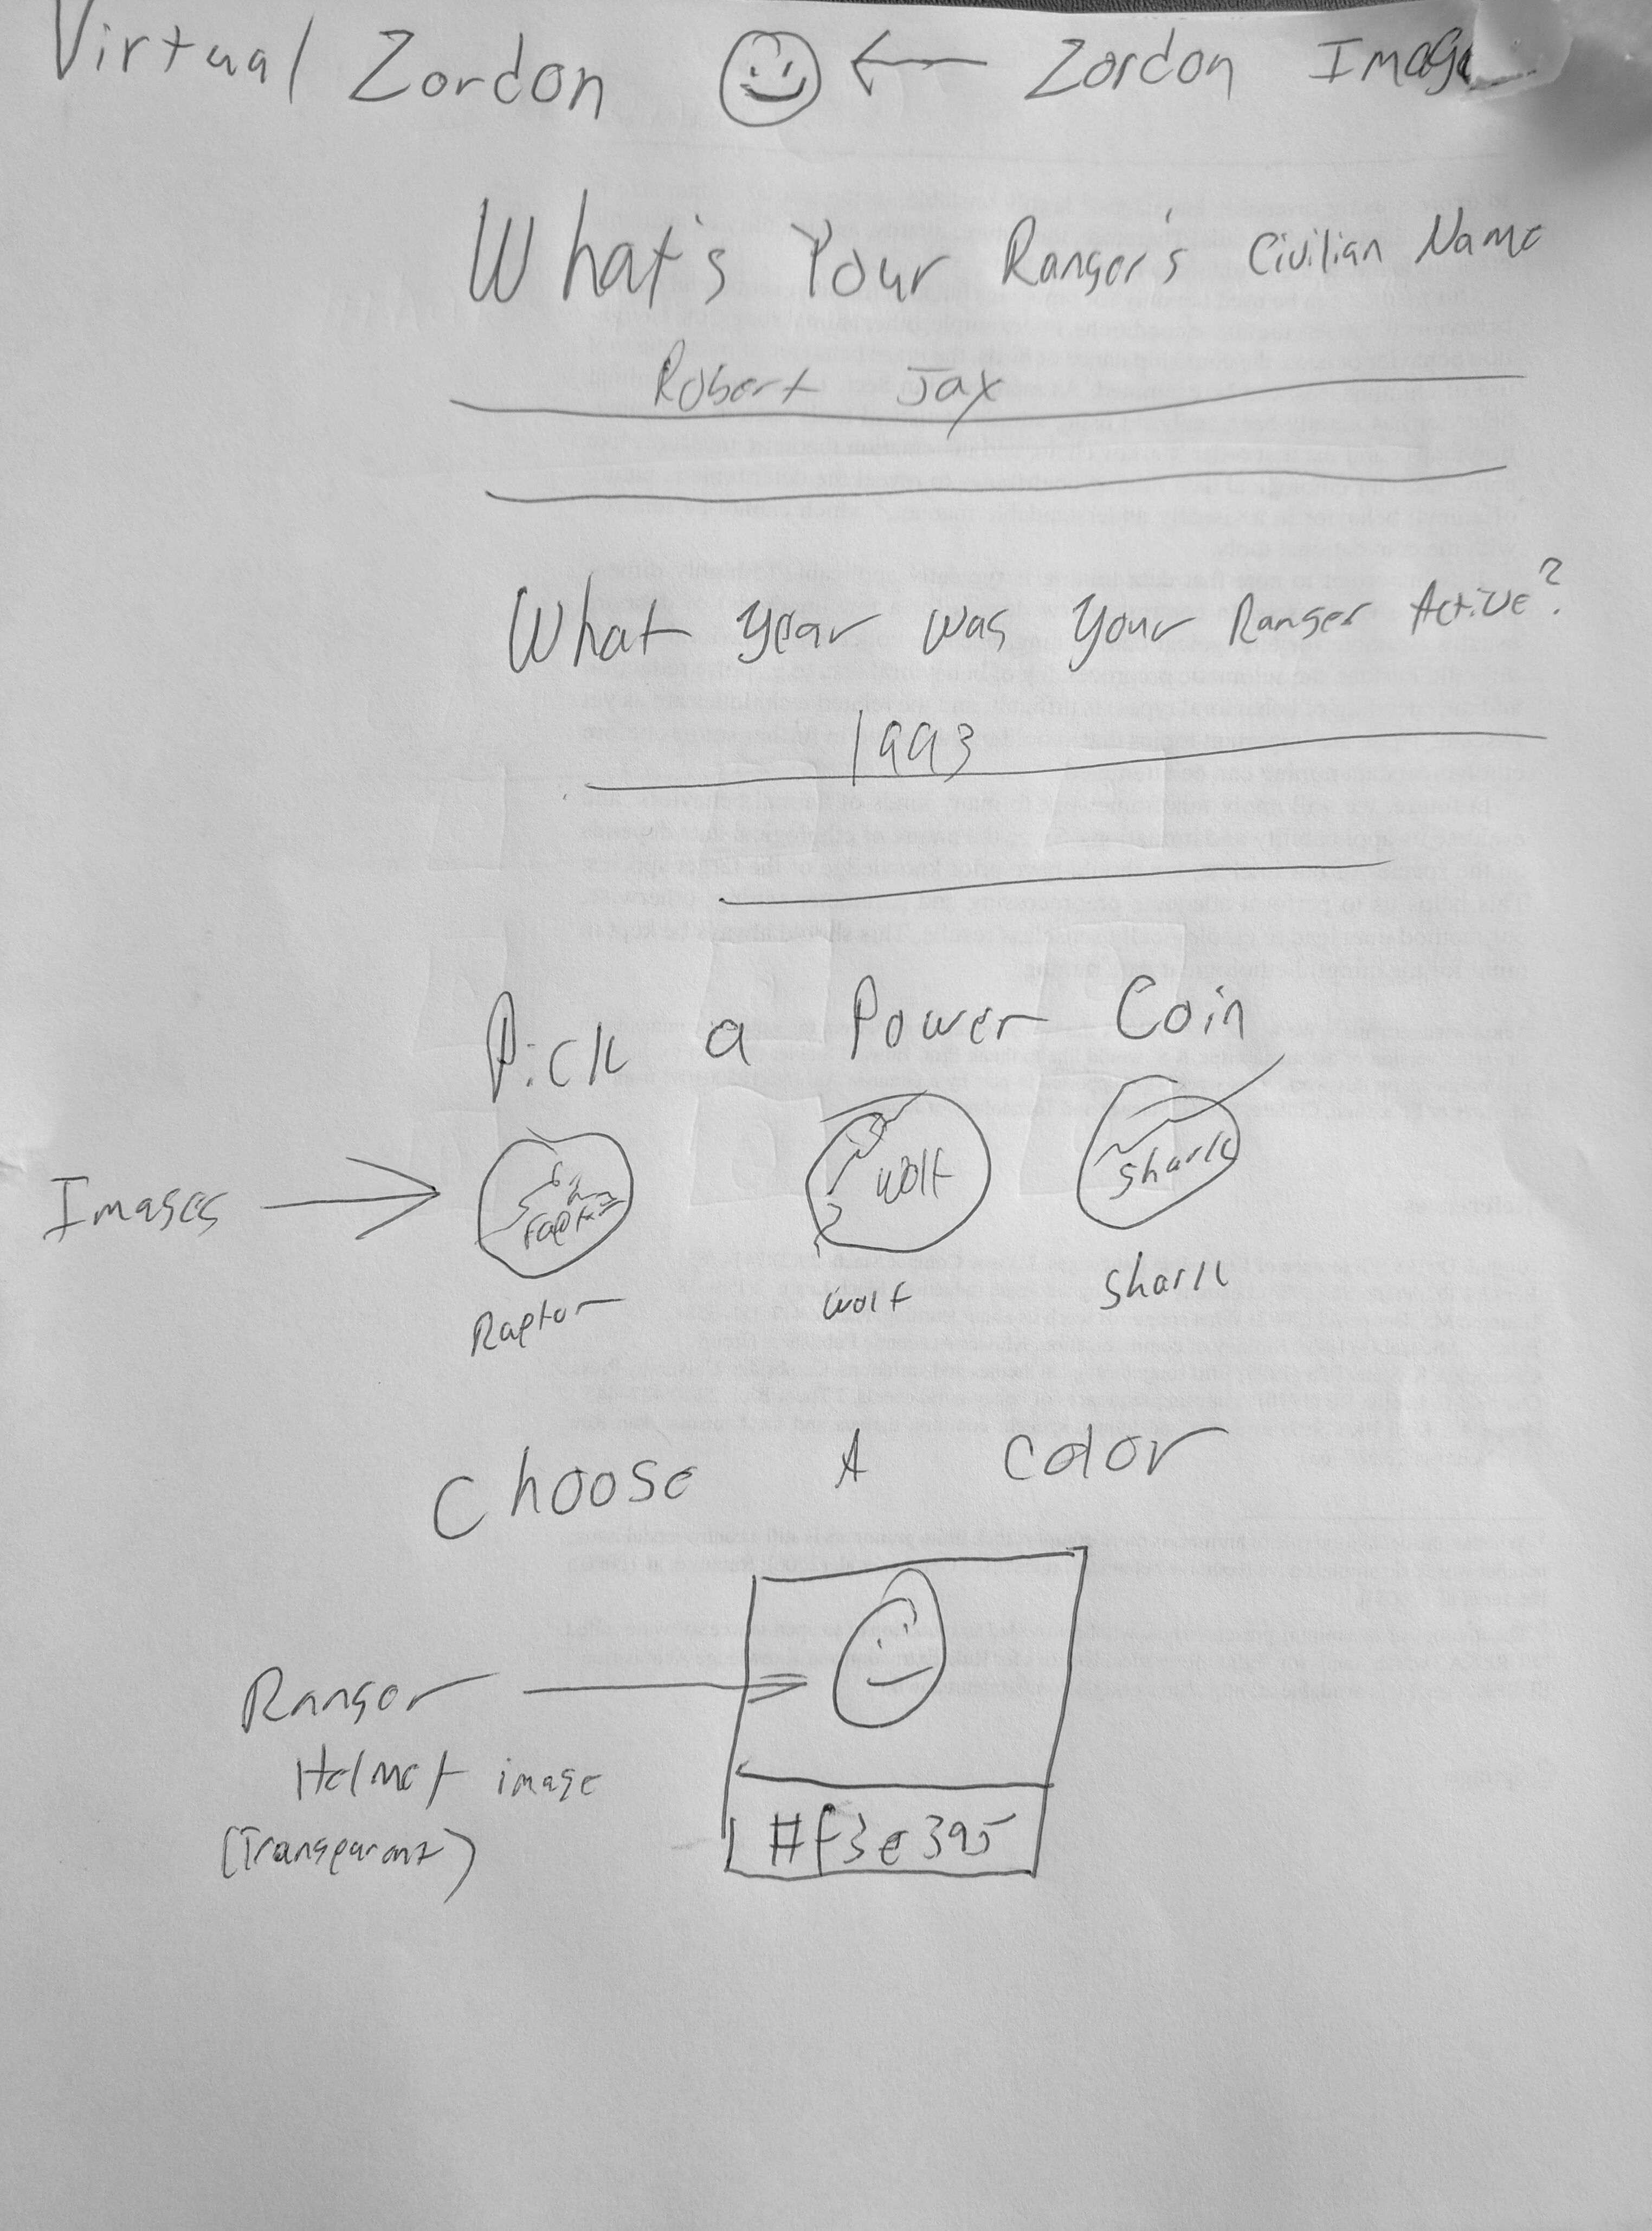 Virtual Zordon ← Zordon Image
What's Your Ranger's Civilian Name
Robert Jax
What year was your Ranger Active?
1993
Pick a Power Coin
Images →
raptor
wolf
shark
Raptor
wolf
shark
Choose A color
Ranger →
Helmet image
(Transparent)
#f3e395